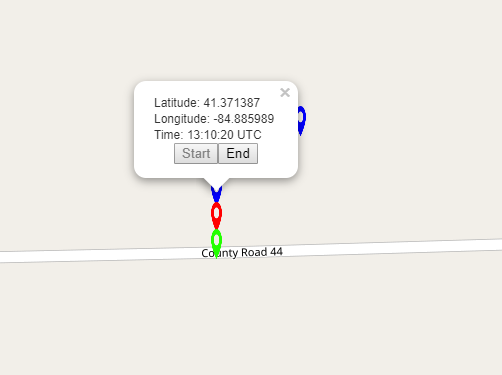 ×
Latitude: 41.371387
Longitude: -84.885989
Time: 13:10:20 UTC
Start End
County Road 44